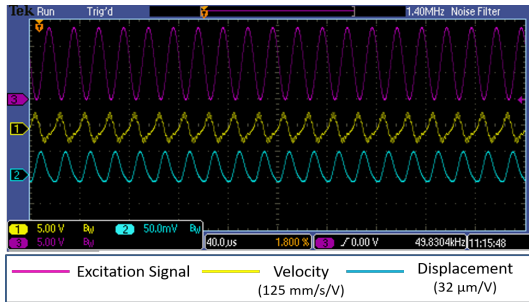 Tek Run Trig'd 1.40MHz Noise Filter
3
1
2
1 5.00 V BW 2 50.0mV BW
3 5.00 V BW 40.0µs 1.800 % 3 0.00 V 49.8304kHz 11:15:48
Excitation Signal Velocity Displacement
(125 mm/s/V) (32 µm/V)